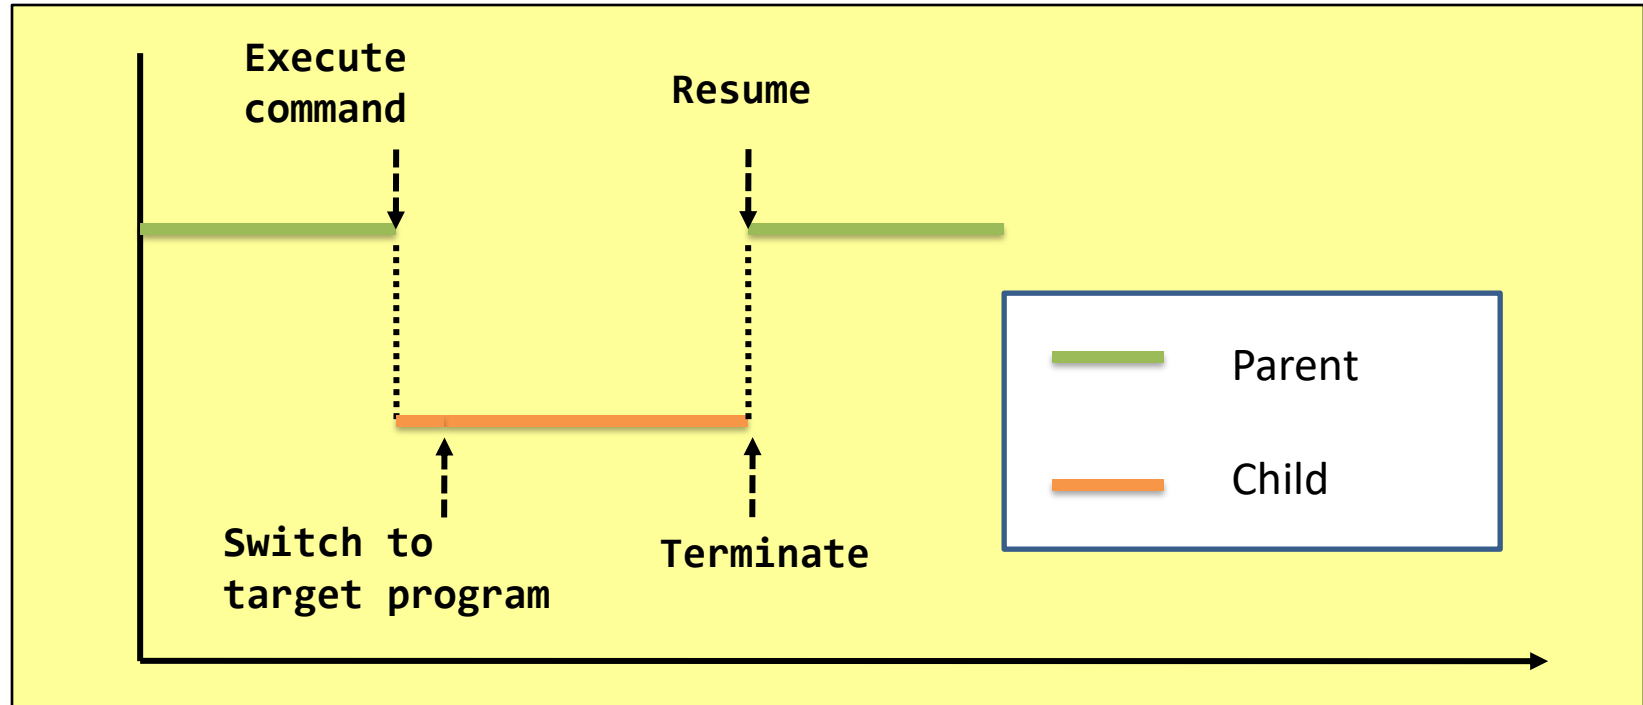 Execute
command
Resume
Parent
Child
Switch to
target program
Terminate